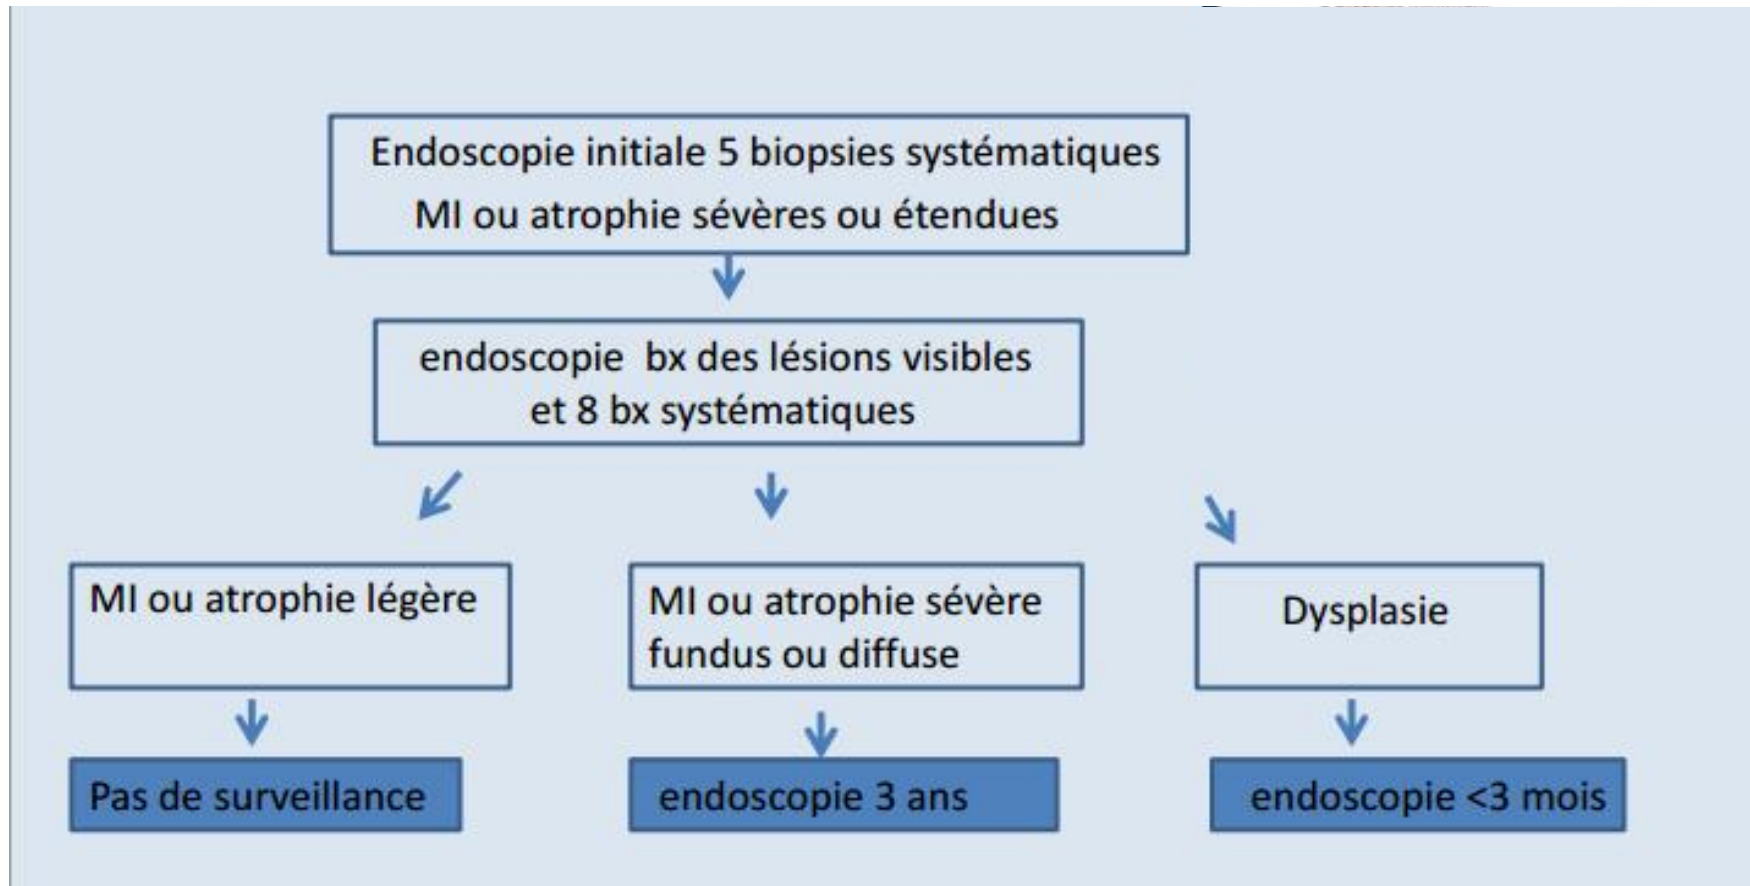 Endoscopie initiale 5 biopsies systématiques
MI ou atrophie sévères ou étendues
endoscopie bx des lésions visibles
et 8 bx systématiques
MI ou atrophie légère
MI ou atrophie sévère
fundus ou diffuse
Dysplasie
Pas de surveillance
endoscopie 3 ans
endoscopie <3 mois